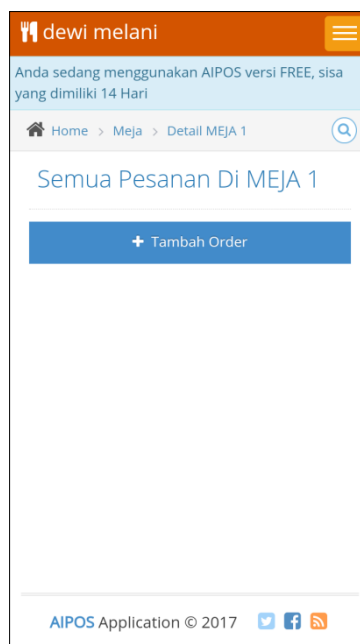 dewi melani
Anda sedang menggunakan AIPOS versi FREE, sisa
yang dimiliki 14 Hari
Home > Meja > Detail MEJA 1
Semua Pesanan Di MEJA 1
+ Tambah Order
AIPOS Application © 2017